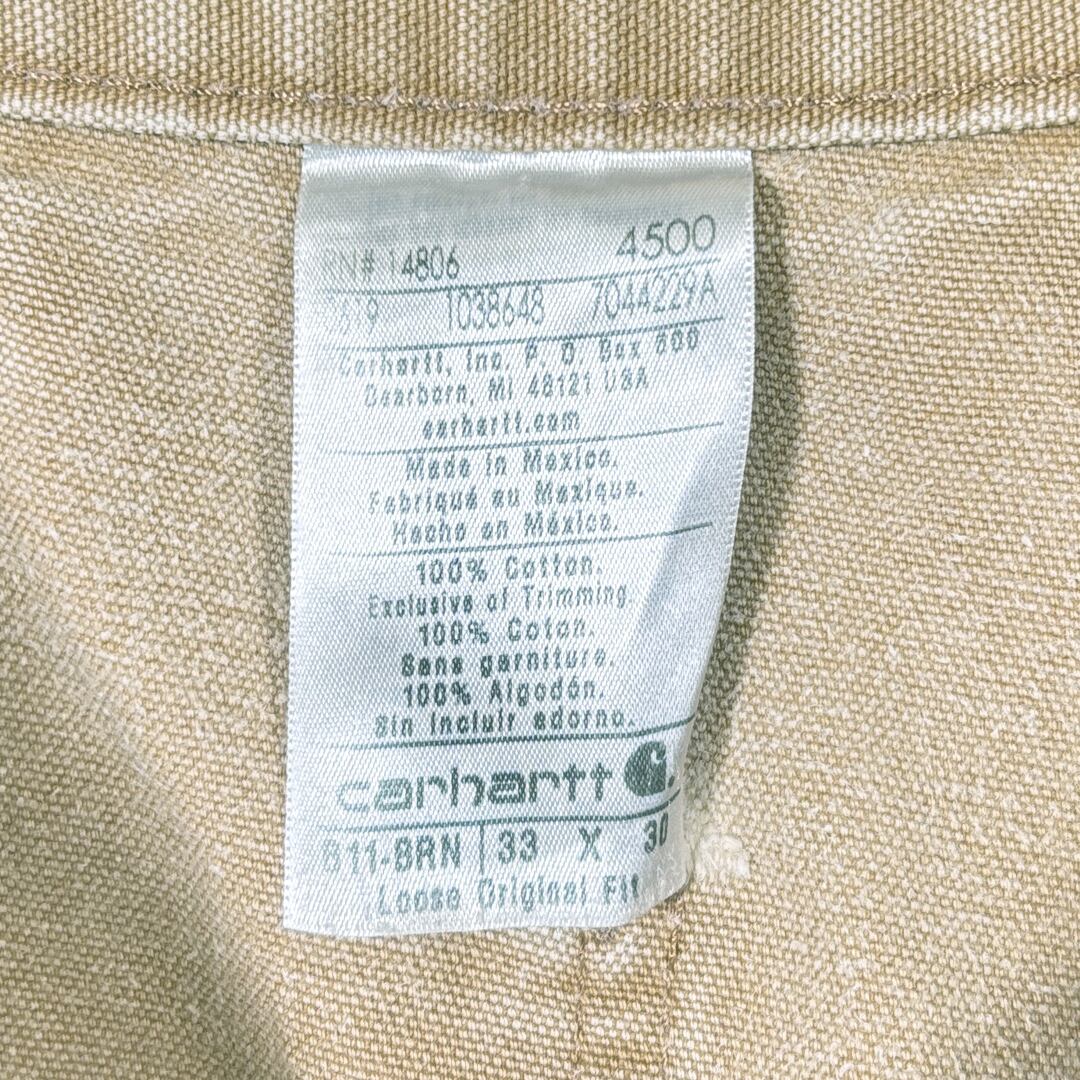 RN# 14806 4500
1038648 7044229A
Carhartt, Inc. P. O. Box 600
Dearborn, MI 48121 USA
carhartt.com
Made in Mexico.
Fabriqué au Mexique.
Hecho en México.
100% Cotton.
Exclusive of Trimming.
100% Coton.
Sans garniture.
100% Algodón.
Sin incluir adorno.
carhartt
B11-BRN 33 X 30
Loose Original Fit